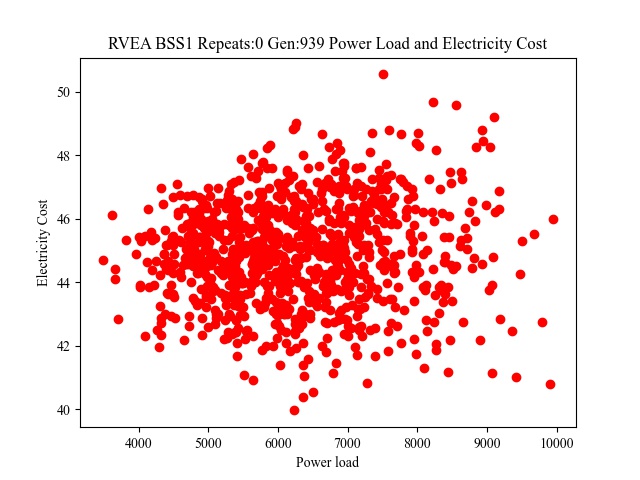 RVEA BSS1 Repeats:0 Gen:939 Power Load and Electricity Cost
50
48
46
44
42
40
Electricity Cost
4000 5000 6000 7000 8000 9000 10000
Power load